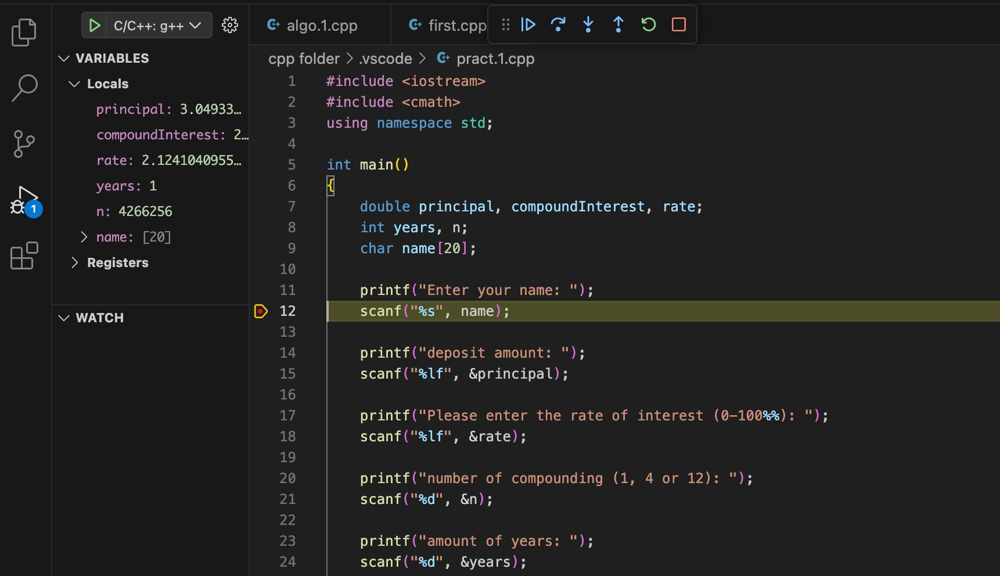 C/C++: g++
algo.1.cpp
first.cpp
VARIABLES
Locals
principal: 3.04933…
compoundInterest: 2…
rate: 2.1241040955…
years: 1
n: 4266256
name: [20]
Registers
1
WATCH
cpp folder > .vscode > pract.1.cpp
1 #include <iostream>
2 #include <cmath>
3 using namespace std;
4
5 int main()
6 {
7 double principal, compoundInterest, rate;
8 int years, n;
9 char name[20];
10
11 printf("Enter your name: ");
12 scanf("%s", name);
13
14 printf("deposit amount: ");
15 scanf("%lf", &principal);
16
17 printf("Please enter the rate of interest (0-100%%): ");
18 scanf("%lf", &rate);
19
20 printf("number of compounding (1, 4 or 12): ");
21 scanf("%d", &n);
22
23 printf("amount of years: ");
24 scanf("%d", &years);